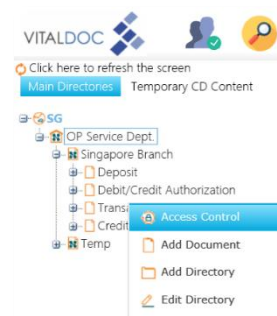 VITALDOC
Click here to refresh the screen
Main Directories Temporary CD Content
SG
OP Service Dept.
Singapore Branch
Deposit
Debit/Credit Authorization
Credit
Temp
Access Control
Add Document
Add Directory
Edit Directory